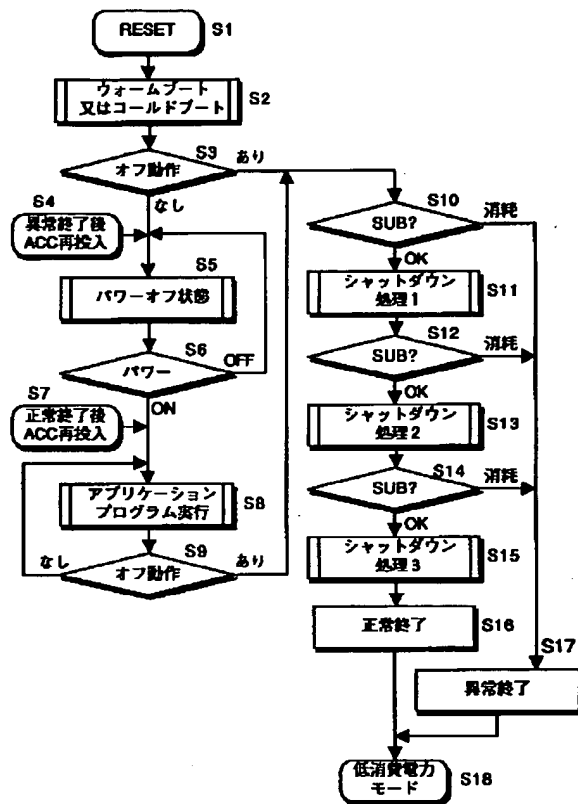 RESET
S1
ウォームブート
又はコールドブート
S2
S3
オフ動作
あり
なし
S4
異常終了後
ACC再投入
S5
パワーオフ状態
S6
パワー
OFF
ON
S7
正常終了後
ACC再投入
アプリケーション
プログラム実行
S8
S9
なし
オフ動作
あり
S10
SUB?
消耗
OK
シャットダウン
処理1
S11
S12
SUB?
消耗
OK
シャットダウン
処理2
S13
S14
SUB?
消耗
OK
シャットダウン
処理3
S15
正常終了
S16
S17
異常終了
低消費電力
モード
S18